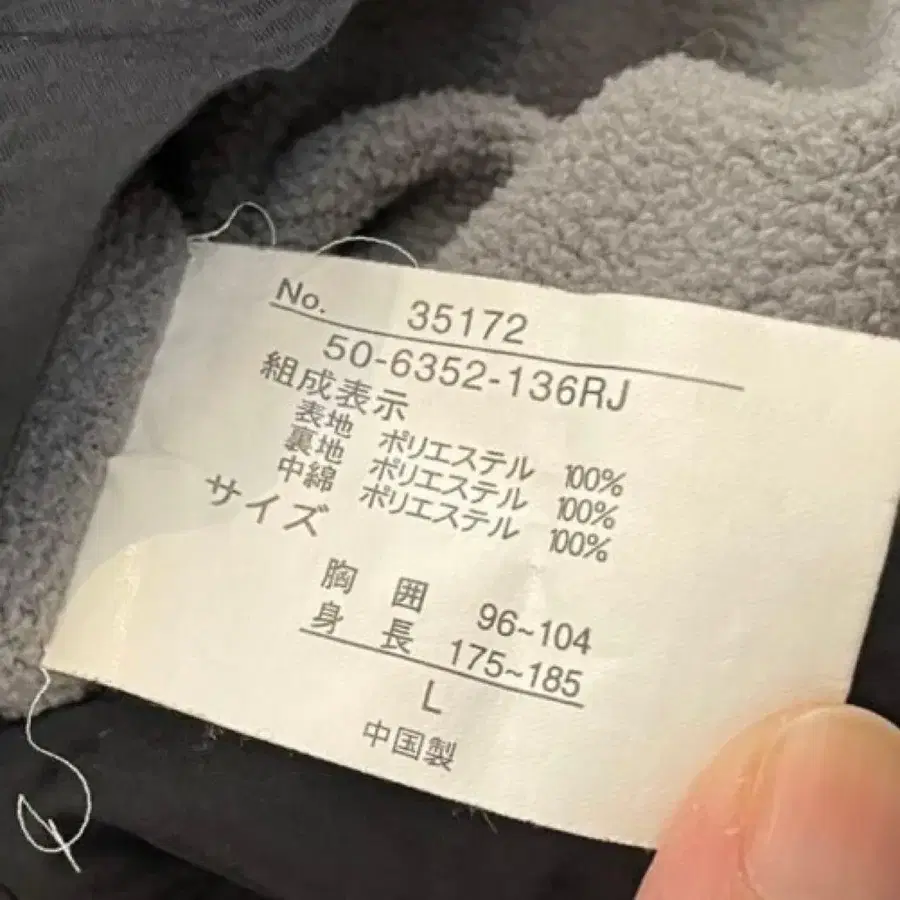 No. 35172
50-6352-136RJ
組成表示
表地 ポリエステル 100%
裏地 ポリエステル 100%
中綿 ポリエステル 100%
サイズ
胸囲 96~104
身長 175~185
L
中国製